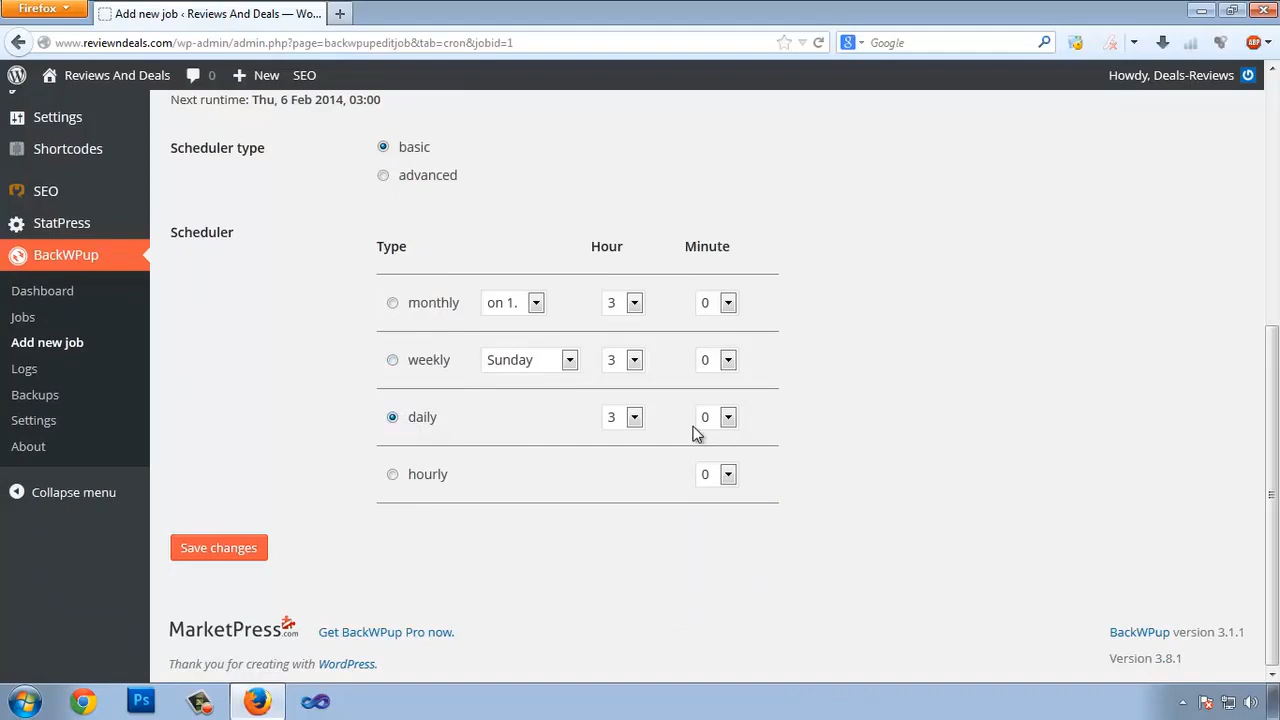 Firefox
Add new job ‹ Reviews And Deals — Wo...
www.reviewndeals.com/wp-admin/admin.php?page=backwpupeditjob&tab=cron&jobid=1
Google
Reviews And Deals
0
New
SEO
Howdy, Deals-Reviews
Settings
Shortcodes
SEO
StatPress
BackWPup
Dashboard
Jobs
Add new job
Logs
Backups
Settings
About
Collapse menu
Next runtime: Thu, 6 Feb 2014, 03:00
Scheduler type
basic
advanced
Scheduler
Type Hour Minute
monthly on 1. 3 0
weekly Sunday 3 0
daily 3 0
hourly 0
Save changes
MarketPress.com
Get BackWPup Pro now.
BackWPup version 3.1.1
Thank you for creating with WordPress.
Version 3.8.1
Ps
ABP